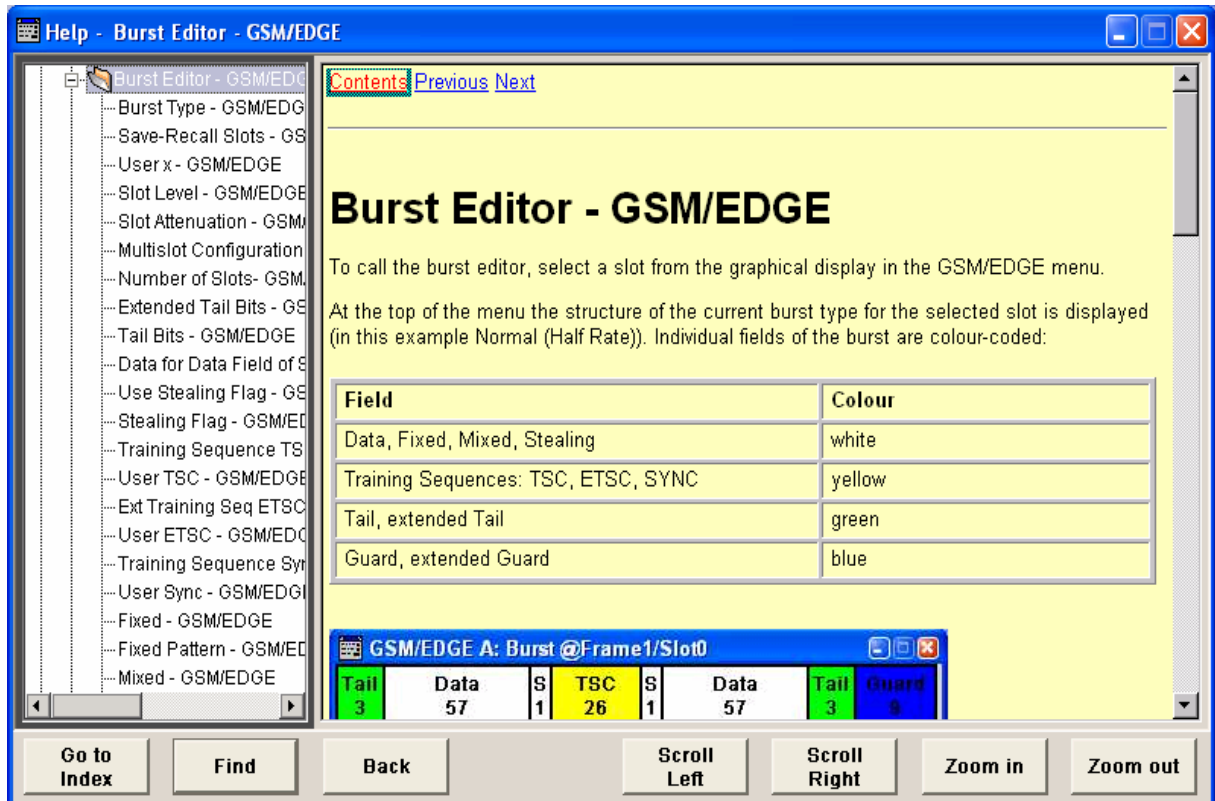 Help - Burst Editor - GSM/EDGE
Burst Editor - GSM/EDG
Burst Type - GSM/EDG
Save-Recall Slots - GS
User x - GSM/EDGE
Slot Level - GSM/EDGE
Slot Attenuation - GSM/
Multislot Configuration
Number of Slots- GSM
Extended Tail Bits - GS
Tail Bits - GSM/EDGE
Data for Data Field of S
Use Stealing Flag - GS
Stealing Flag - GSM/ED
Training Sequence TS
User TSC - GSM/EDGE
Ext Training Seq ETSC
User ETSC - GSM/EDG
Training Sequence Syn
User Sync - GSM/EDGE
Fixed - GSM/EDGE
Fixed Pattern - GSM/ED
Mixed - GSM/EDGE
Contents Previous Next
Burst Editor - GSM/EDGE
To call the burst editor, select a slot from the graphical display in the GSM/EDGE menu.
At the top of the menu the structure of the current burst type for the selected slot is displayed
(in this example Normal (Half Rate)). Individual fields of the burst are colour-coded:
Field Colour
Data, Fixed, Mixed, Stealing white
Training Sequences: TSC, ETSC, SYNC yellow
Tail, extended Tail green
Guard, extended Guard blue
GSM/EDGE A: Burst @Frame1/Slot0
Tail Data S TSC S Data Tail Guard
3 57 1 26 1 57 3 9
Go to
Index
Find
Back
Scroll
Left
Scroll
Right
Zoom in
Zoom out